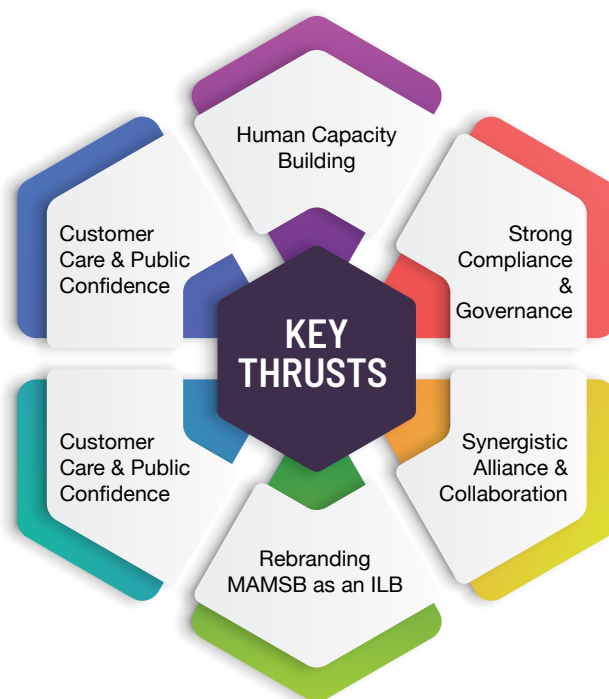 Human Capacity
Building
Strong
Compliance
&
Governance
Synergistic
Alliance &
Collaboration
Rebranding
MAMSB as an ILB
Customer
Care & Public
Confidence
Customer
Care & Public
Confidence
KEY
THRUSTS